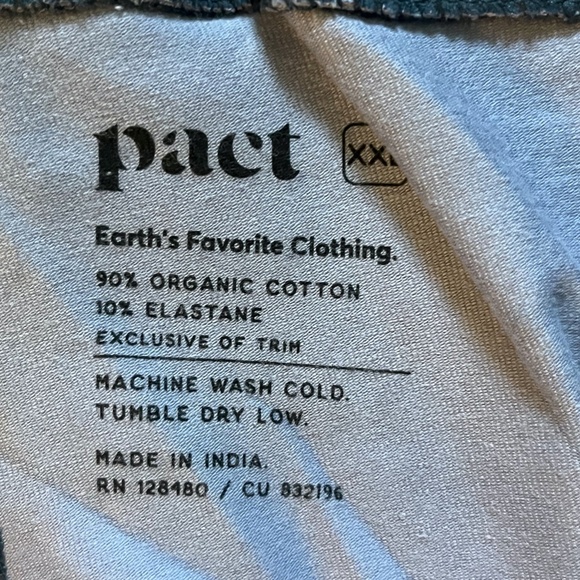 pact XXL
Earth's Favorite Clothing.
90% ORGANIC COTTON
10% ELASTANE
EXCLUSIVE OF TRIM
MACHINE WASH COLD.
TUMBLE DRY LOW.
MADE IN INDIA.
RN 128480 / CU 832196